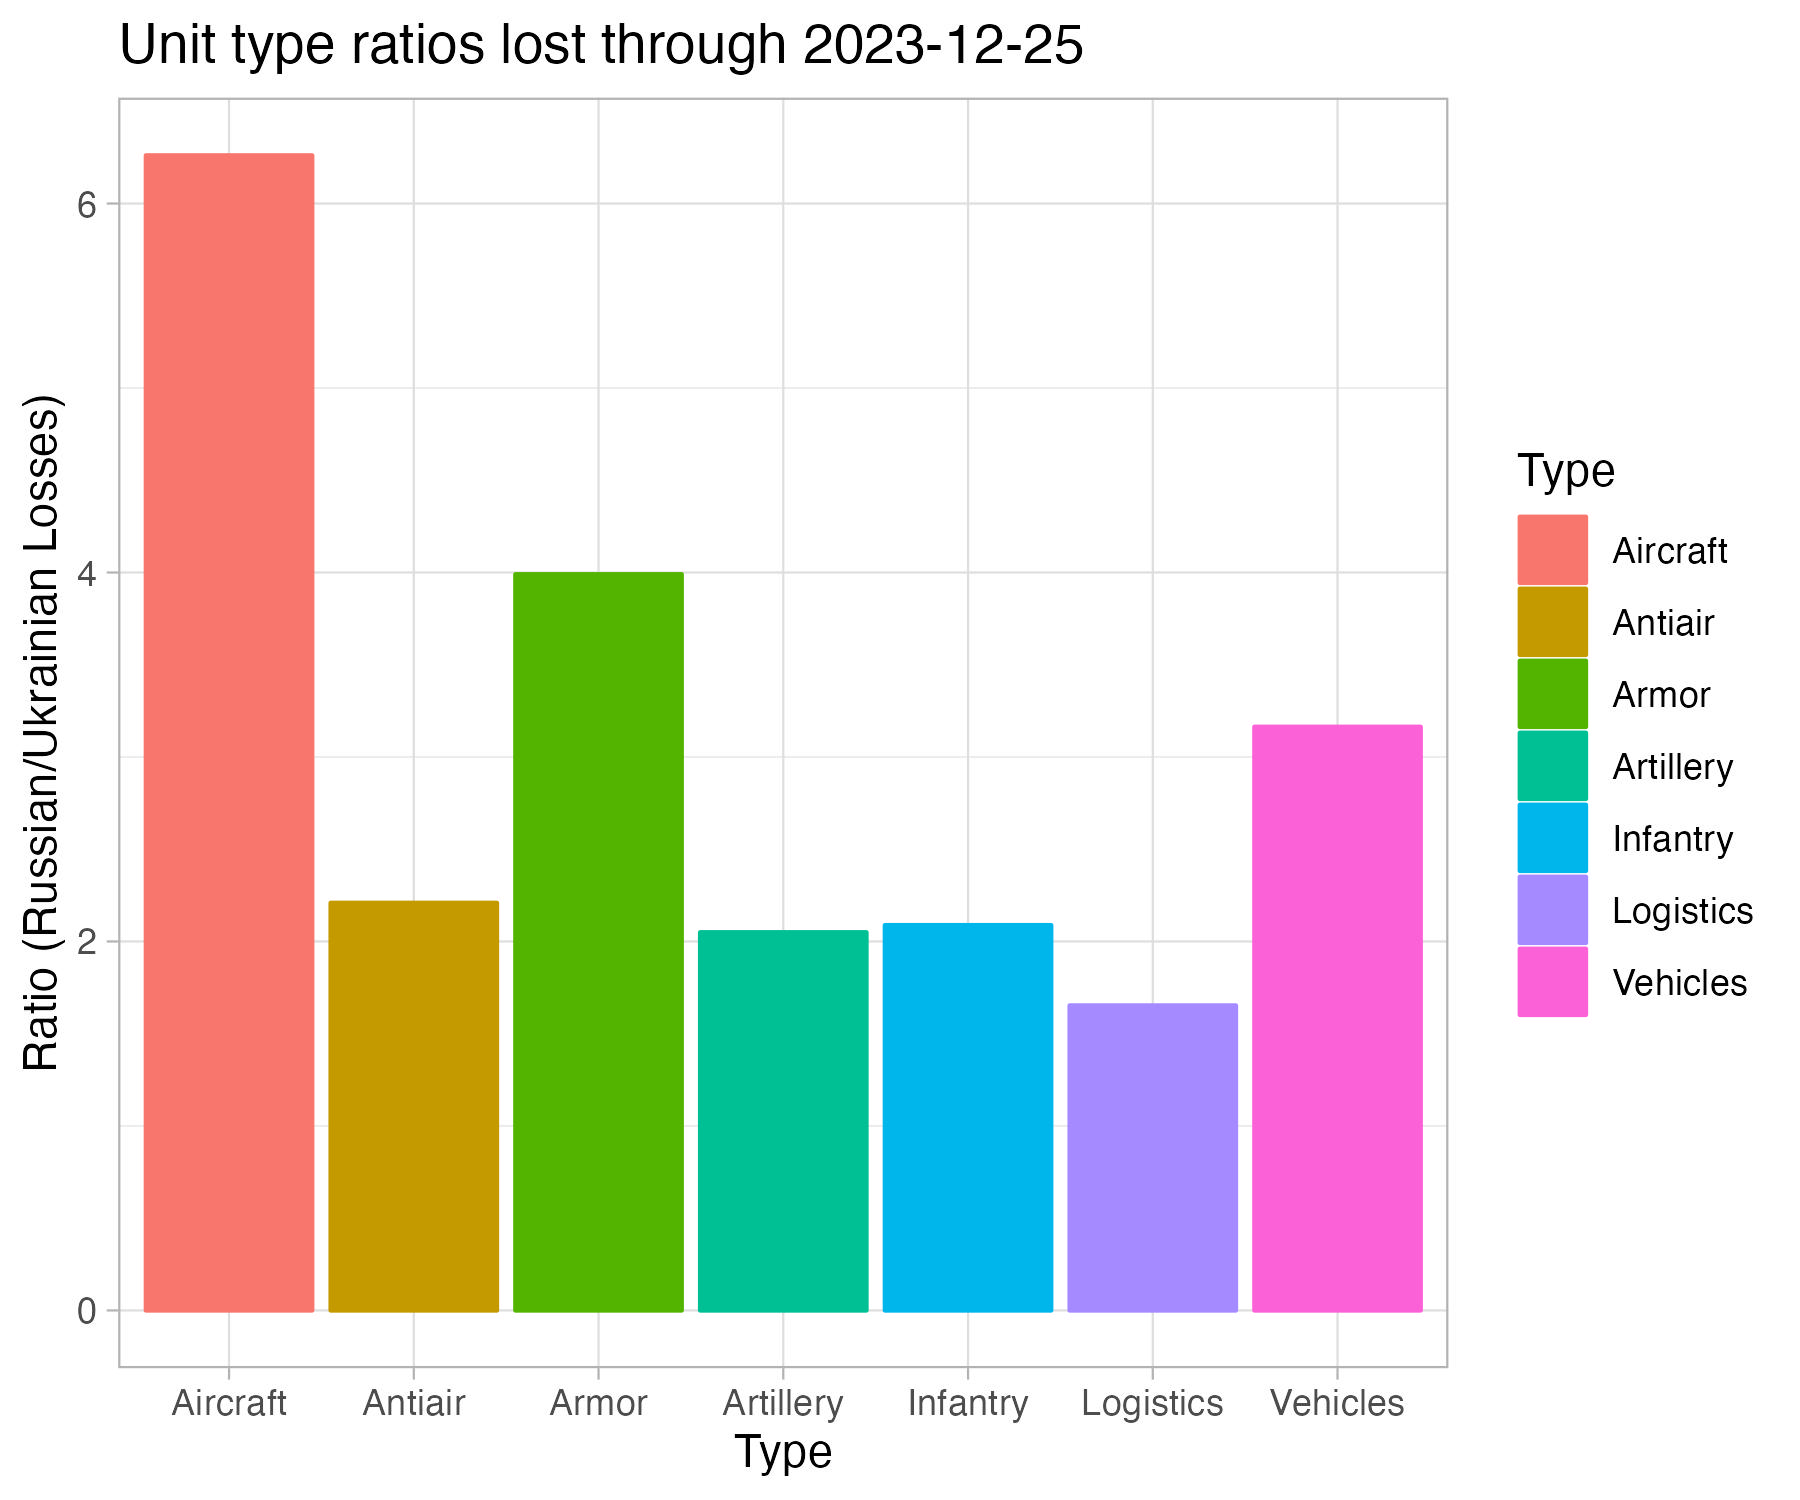 Unit type ratios lost through 2023-12-25
Ratio (Russian/Ukrainian Losses)
6
4
2
0
Aircraft
Antiair
Armor
Artillery
Infantry
Logistics
Vehicles
Type
Type
Aircraft
Antiair
Armor
Artillery
Infantry
Logistics
Vehicles